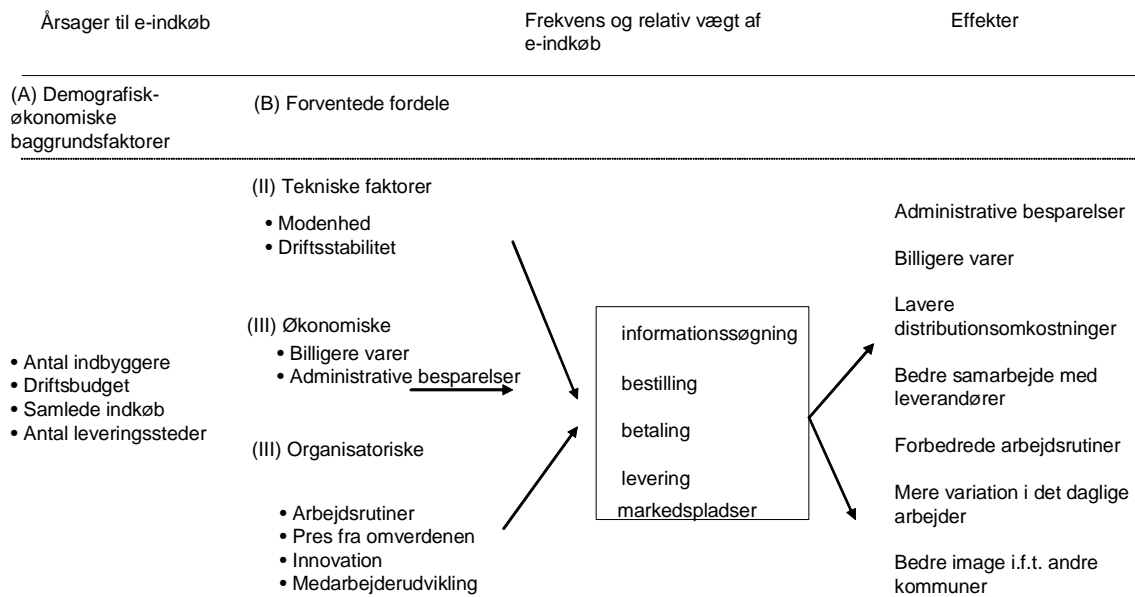 Årsager til e-indkøb
Frekvens og relativ vægt af
e-indkøb
Effekter
(A) Demografisk-
økonomiske
baggrundsfaktorer
(B) Forventede fordele
• Antal indbyggere
• Driftsbudget
• Samlede indkøb
• Antal leveringssteder
(II) Tekniske faktorer
• Modenhed
• Driftsstabilitet
(III) Økonomiske
• Billigere varer
• Administrative besparelser
(III) Organisatoriske
• Arbejdsrutiner
• Pres fra omverdenen
• Innovation
• Medarbejderudvikling
informationssøgning
bestilling
betaling
levering
markedspladser
Administrative besparelser
Billigere varer
Lavere
distributionsomkostninger
Bedre samarbejde med
leverandører
Forbedrede arbejdsrutiner
Mere variation i det daglige
arbejder
Bedre image i.f.t. andre
kommuner